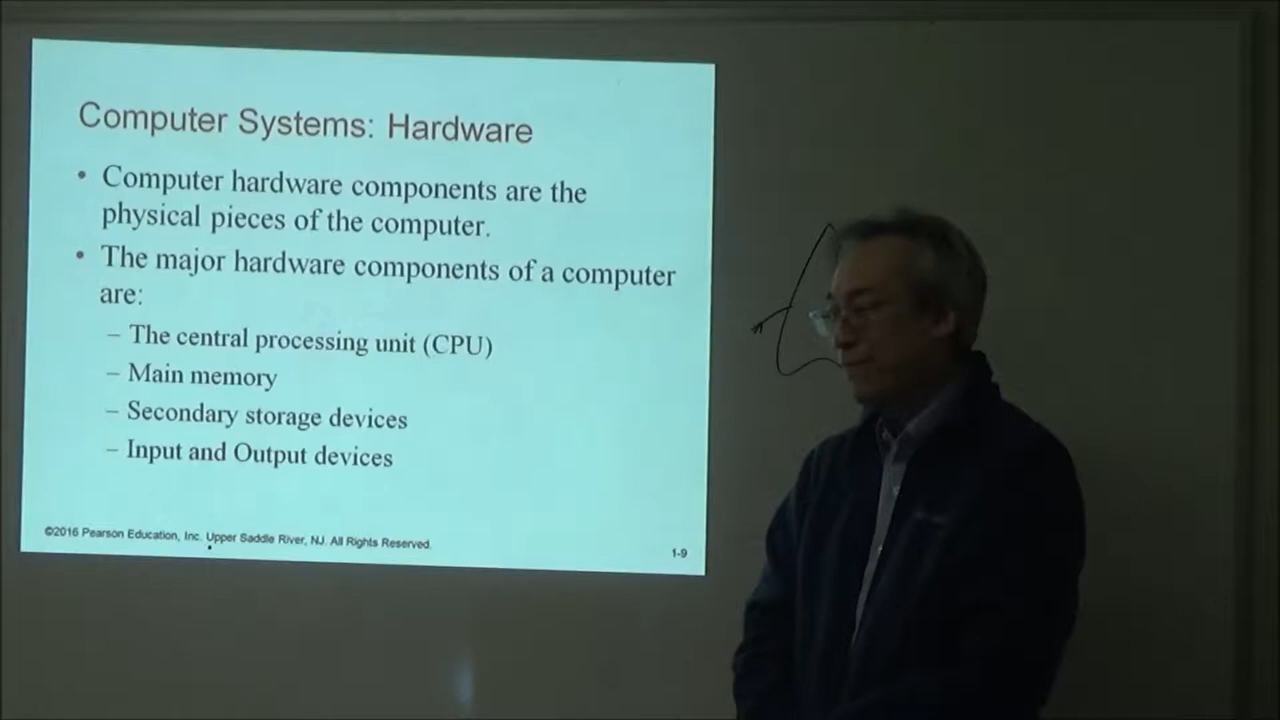 Computer Systems: Hardware
• Computer hardware components are the
physical pieces of the computer.
• The major hardware components of a computer
are:
– The central processing unit (CPU)
– Main memory
– Secondary storage devices
– Input and Output devices
©2016 Pearson Education, Inc. Upper Saddle River, NJ. All Rights Reserved.
1-9